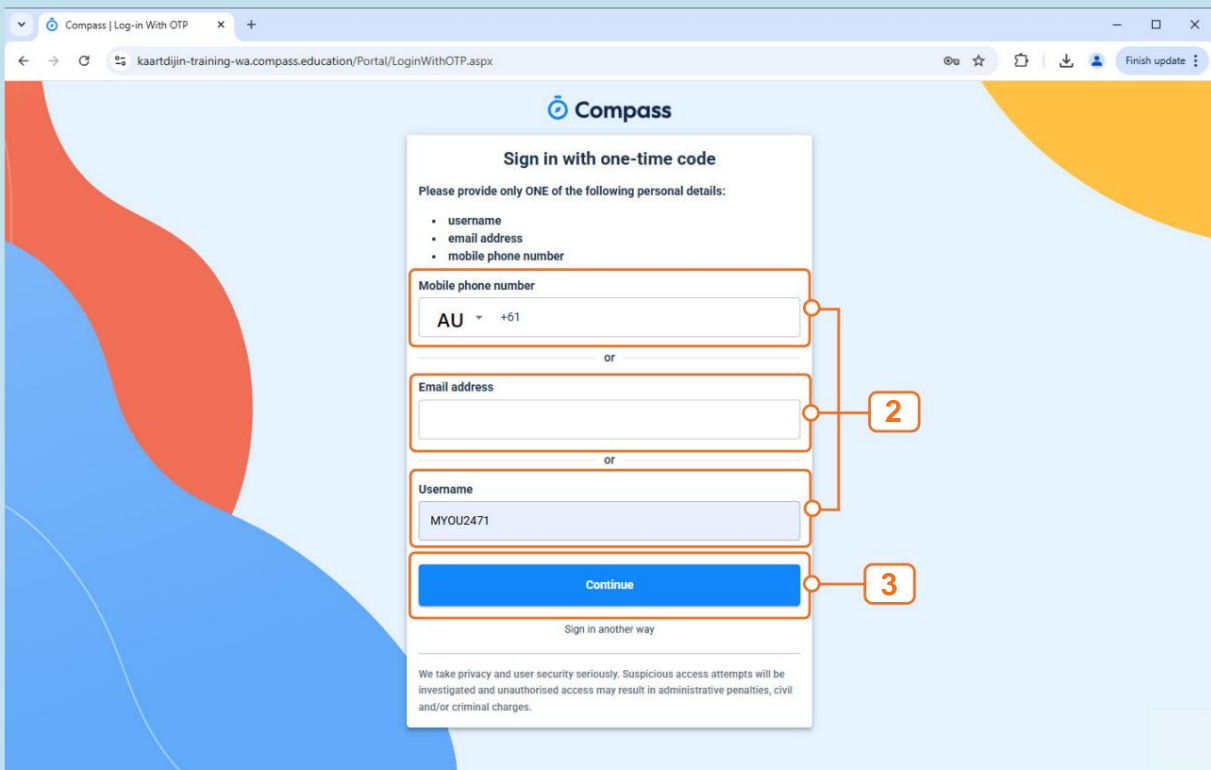 Compass | Log-in With OTP
kaartdijin-training-wa.compass.education/Portal/LoginWithOTP.aspx
Finish update
Compass
Sign in with one-time code
Please provide only ONE of the following personal details:
• username
• email address
• mobile phone number
Mobile phone number
AU +61
or
Email address
2
or
Username
MYOU2471
Continue
3
Sign in another way
We take privacy and user security seriously. Suspicious access attempts will be
investigated and unauthorised access may result in administrative penalties, civil
and/or criminal charges.